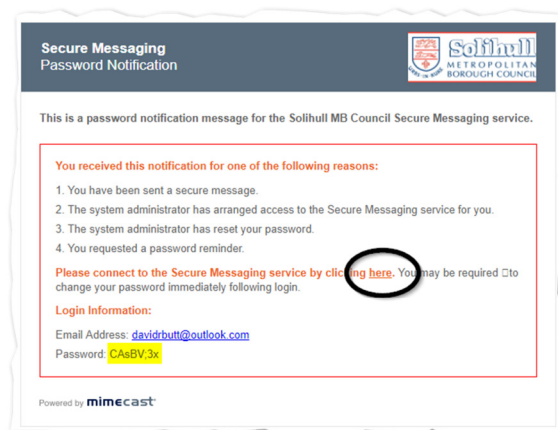 Secure Messaging
Password Notification
Solihull
METROPOLITAN
BOROUGH COUNCIL
This is a password notification message for the Solihull MB Council Secure Messaging service.
You received this notification for one of the following reasons:
1. You have been sent a secure message.
2. The system administrator has arranged access to the Secure Messaging service for you.
3. The system administrator has reset your password.
4. You requested a password reminder.
Please connect to the Secure Messaging service by clicking here. You may be required □to
change your password immediately following login.
Login Information:
Email Address: davidrbutt@outlook.com
Password: CAsBV;3x
Powered by mimecast